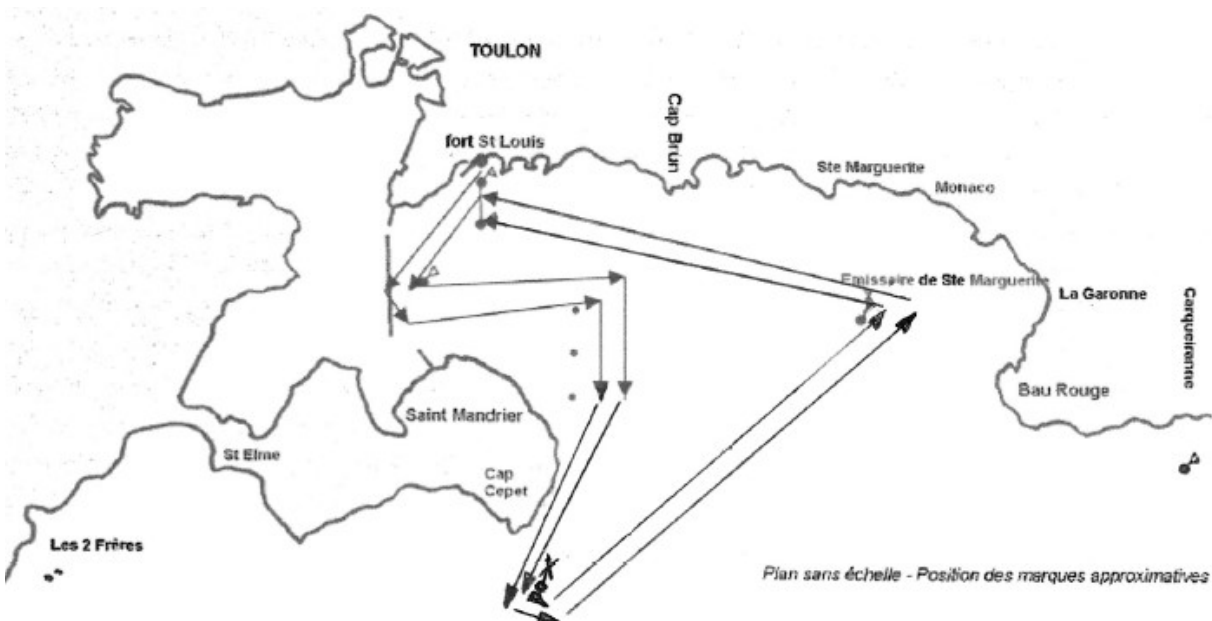 TOULON
fort St Louis
Cap Brun
Ste Marguerite
Monaco
Emissaire de Ste Marguerite
La Garonne
Carqueiranne
Bau Rouge
Saint Mandrier
St Elme
Cap
Cepet
Les 2 Frères
Plan sans échelle - Position des marques approximatives